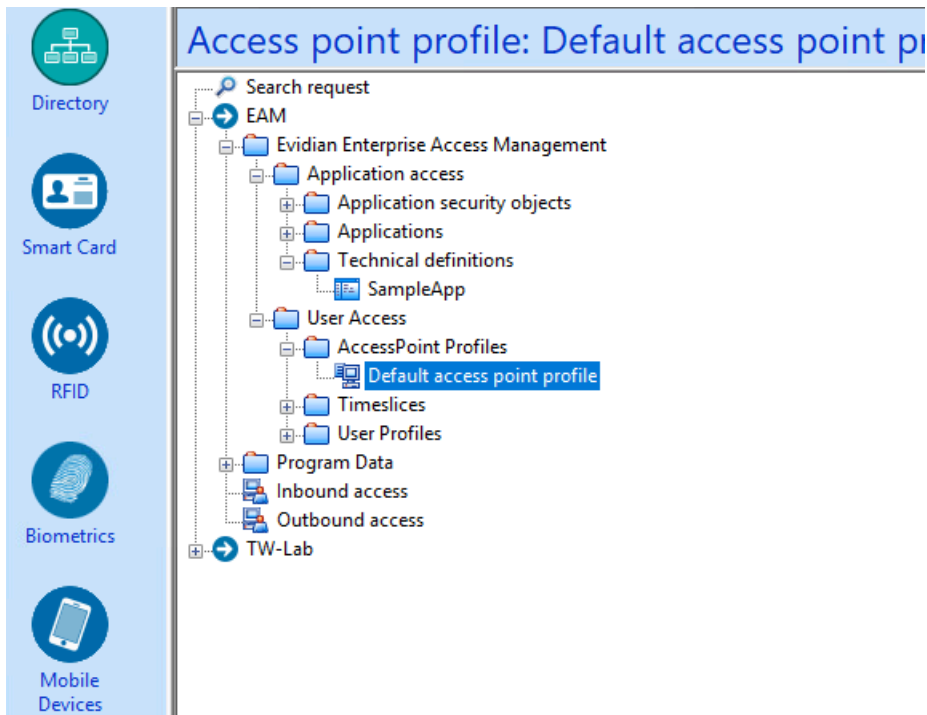 Directory
Smart Card
RFID
Biometrics
Mobile
Devices
Access point profile: Default access point pr
Search request
EAM
Evidian Enterprise Access Management
Application access
Application security objects
Applications
Technical definitions
SampleApp
User Access
AccessPoint Profiles
Default access point profile
Timeslices
User Profiles
Program Data
Inbound access
Outbound access
TW-Lab